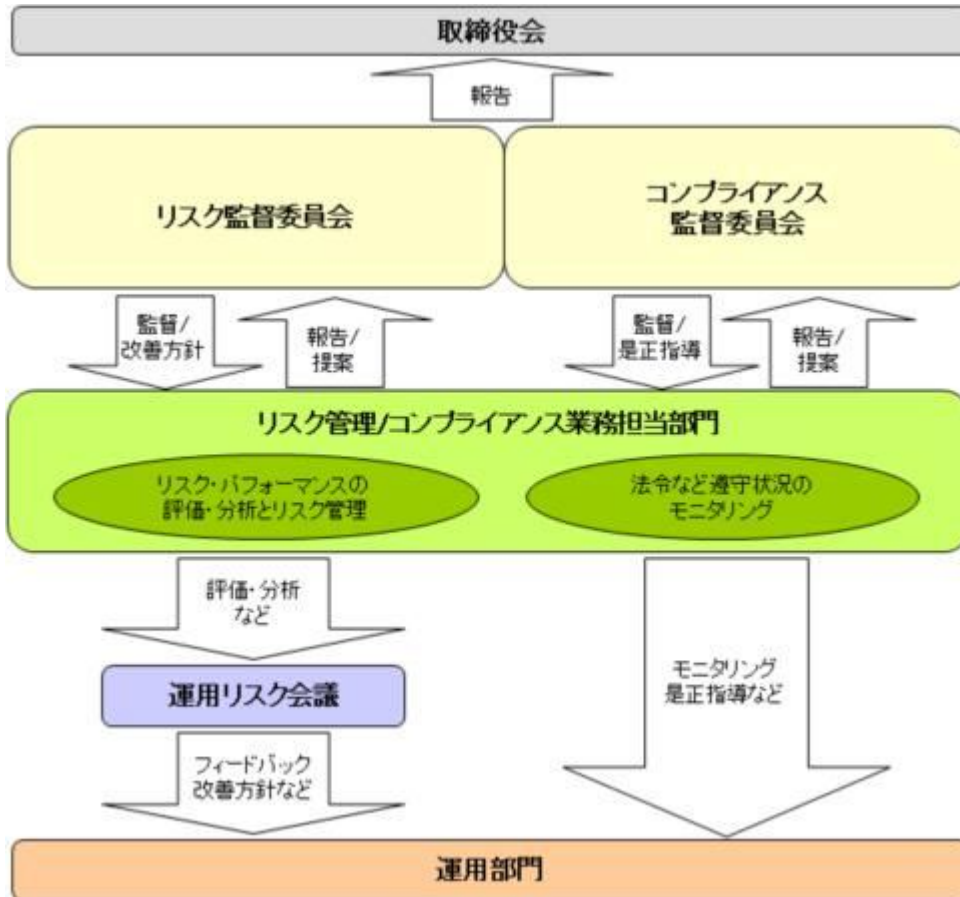 取締役会
報告
リスク監督委員会
コンプライアンス
監督委員会
監督/
改善方針
報告/
提案
監督/
是正指導
報告/
提案
リスク管理/コンプライアンス業務担当部門
リスク・パフォーマンスの
評価・分析とリスク管理
法令など遵守状況の
モニタリング
評価・分析
など
運用リスク会議
モニタリング
是正指導など
フィードバック
改善方針など
運用部門